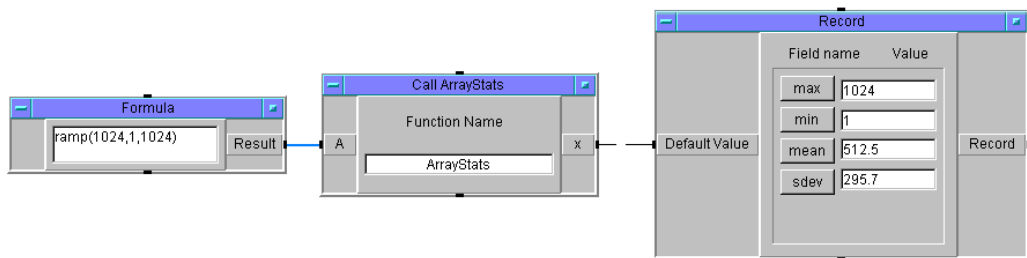 Formula
ramp(1024,1,1024)
Result
Call ArrayStats
Function Name
A
x
ArrayStats
Record
Field name Value
Default Value
max 1024
min 1
mean 512.5
sdev 295.7
Record